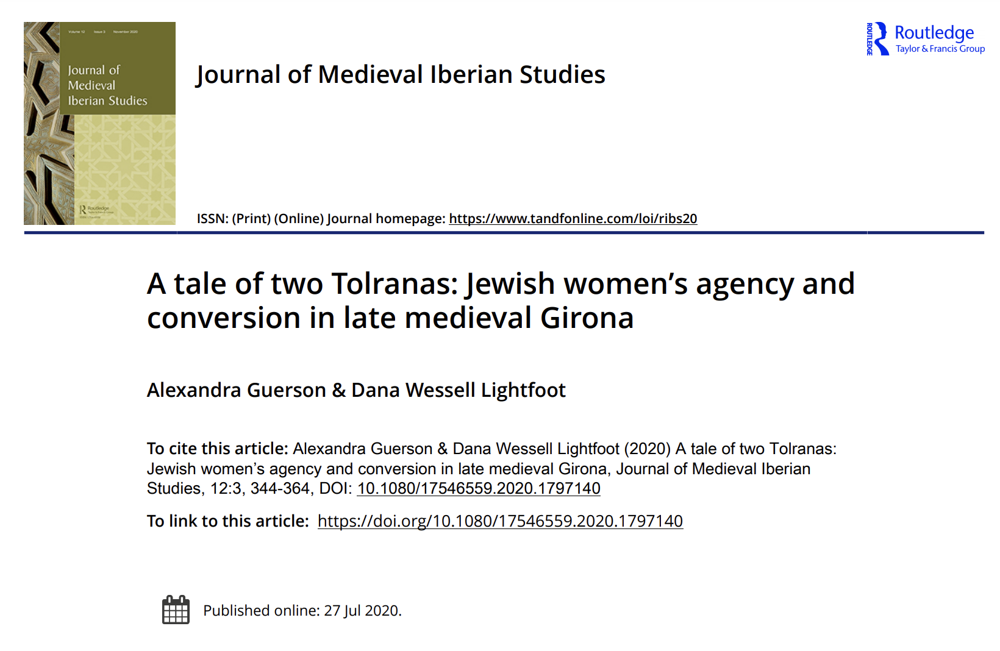 Volume 12 Issue 3 November 2020
Journal of
Medieval
Iberian Studies
Routledge
Taylor & Francis Group
ROUTLEDGE
Routledge
Taylor & Francis Group
Journal of Medieval Iberian Studies
ISSN: (Print) (Online) Journal homepage: https://www.tandfonline.com/loi/ribs20
A tale of two Tolranas: Jewish women’s agency and
conversion in late medieval Girona
Alexandra Guerson & Dana Wessell Lightfoot
To cite this article: Alexandra Guerson & Dana Wessell Lightfoot (2020) A tale of two Tolranas:
Jewish women’s agency and conversion in late medieval Girona, Journal of Medieval Iberian
Studies, 12:3, 344-364, DOI: 10.1080/17546559.2020.1797140
To link to this article: https://doi.org/10.1080/17546559.2020.1797140
Published online: 27 Jul 2020.